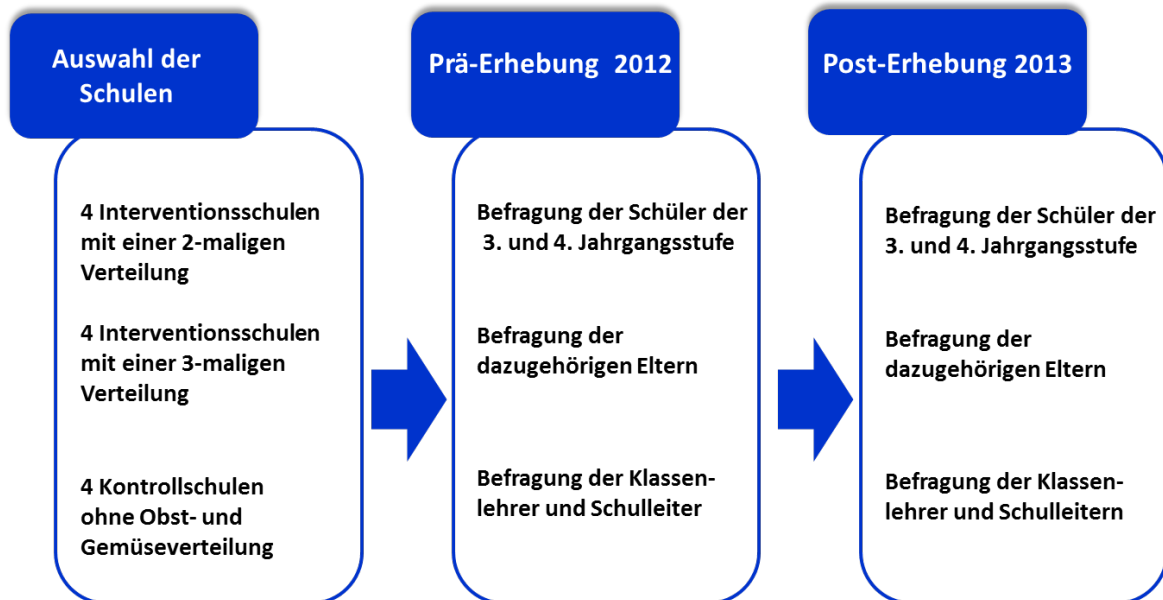 Auswahl der
Schulen
4 Interventionsschulen
mit einer 2-maligen
Verteilung
4 Interventionsschulen
mit einer 3-maligen
Verteilung
4 Kontrollschulen
ohne Obst- und
Gemüseverteilung
Prä-Erhebung 2012
Befragung der Schüler der
3. und 4. Jahrgangsstufe
Befragung der
dazugehörigen Eltern
Befragung der Klassen-
lehrer und Schulleiter
Post-Erhebung 2013
Befragung der Schüler der
3. und 4. Jahrgangsstufe
Befragung der
dazugehörigen Eltern
Befragung der Klassen-
lehrer und Schulleitern